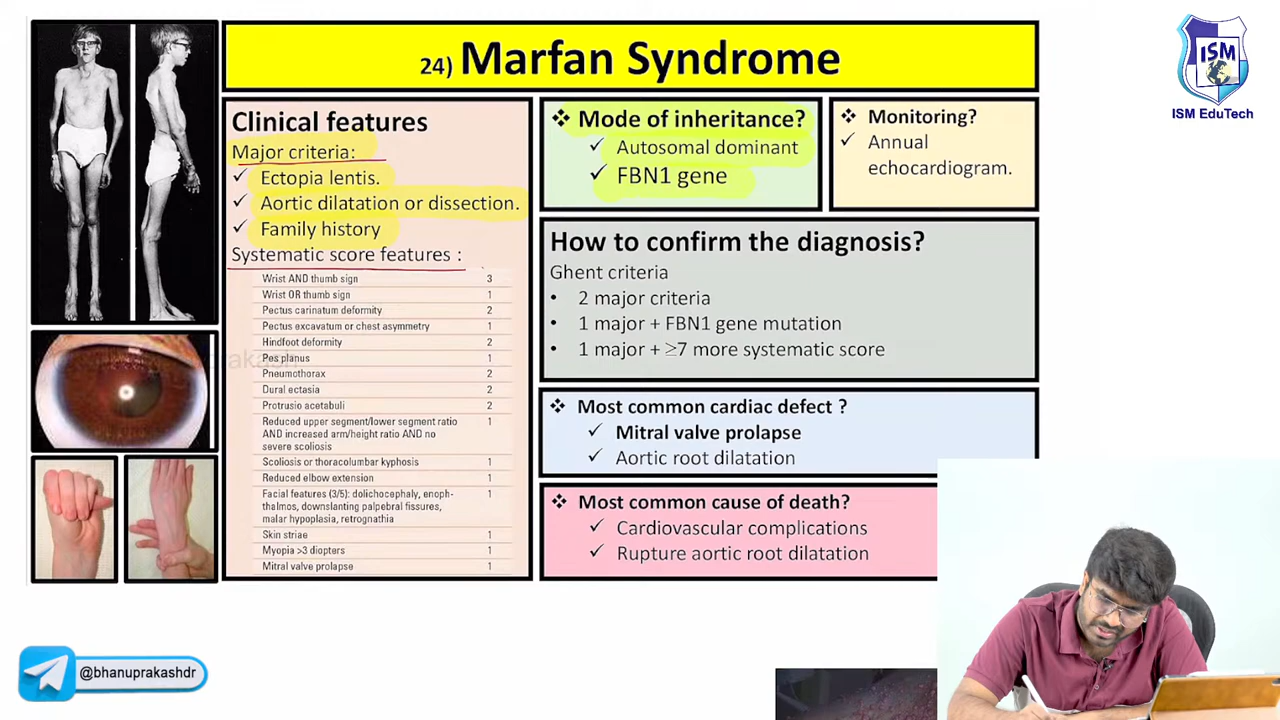 24) Marfan Syndrome
ISM
ISM EduTech
Clinical features
Major criteria:
✓ Ectopia lentis.
✓ Aortic dilatation or dissection.
✓ Family history
Systematic score features :
Wrist AND thumb sign 3
Wrist OR thumb sign 1
Pectus carinatum deformity 2
Pectus excavatum or chest asymmetry 1
Hindfoot deformity 2
Pes planus 1
Pneumothorax 2
Dural ectasia 2
Protrusio acetabuli 2
Reduced upper segment/lower segment ratio 1
AND increased arm/height ratio AND no
severe scoliosis
Scoliosis or thoracolumbar kyphosis 1
Reduced elbow extension 1
Facial features (3/5): dolichocephaly, enoph- 1
thalmos, downslanting palpebral fissures,
malar hypoplasia, retrognathia
Skin striae 1
Myopia >3 diopters 1
Mitral valve prolapse 1
❖ Mode of inheritance?
✓ Autosomal dominant
✓ FBN1 gene
❖ Monitoring?
✓ Annual
echocardiogram.
How to confirm the diagnosis?
Ghent criteria
• 2 major criteria
• 1 major + FBN1 gene mutation
• 1 major + ≥7 more systematic score
❖ Most common cardiac defect ?
✓ Mitral valve prolapse
✓ Aortic root dilatation
❖ Most common cause of death?
✓ Cardiovascular complications
✓ Rupture aortic root dilatation
@bhanuprakashdr